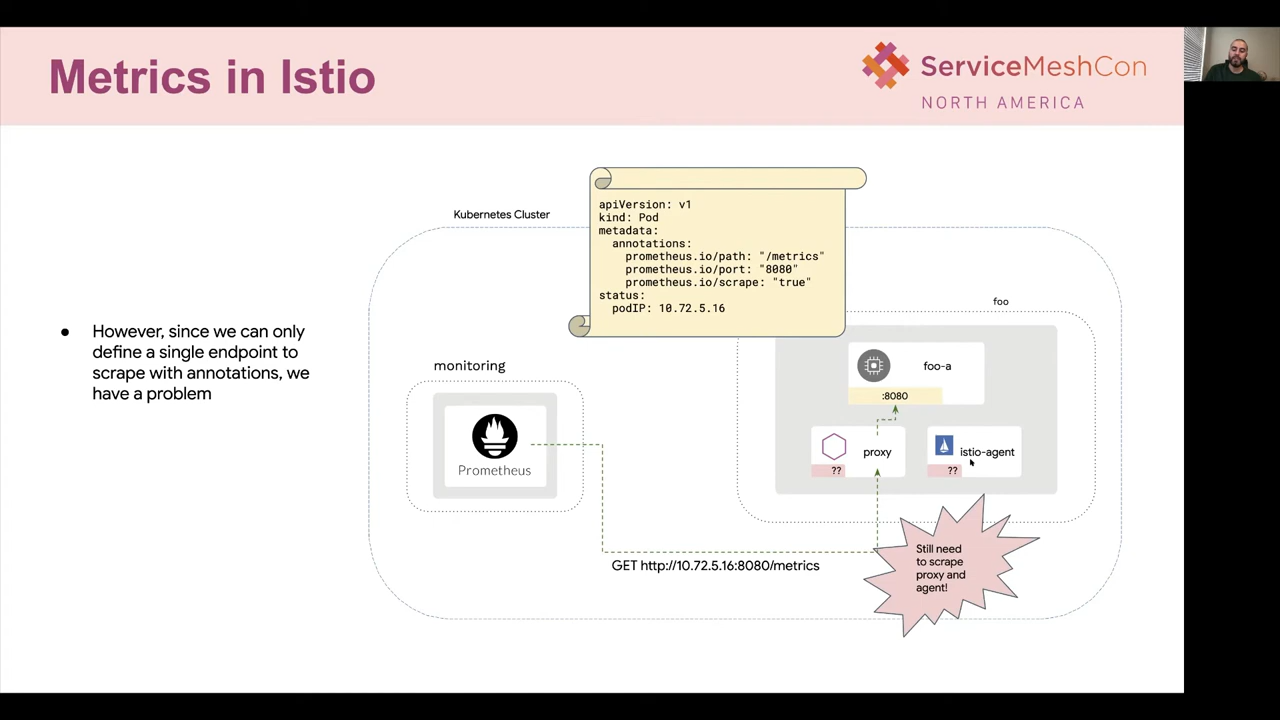 Metrics in Istio
ServiceMeshCon
NORTH AMERICA
● However, since we can only
define a single endpoint to
scrape with annotations, we
have a problem
Kubernetes Cluster
apiVersion: v1
kind: Pod
metadata:
  annotations:
    prometheus.io/path: "/metrics"
    prometheus.io/port: "8080"
    prometheus.io/scrape: "true"
status:
  podIP: 10.72.5.16
monitoring
Prometheus
foo
foo-a
:8080
proxy
??
istio-agent
??
GET http://10.72.5.16:8080/metrics
Still need
to scrape
proxy and
agent!